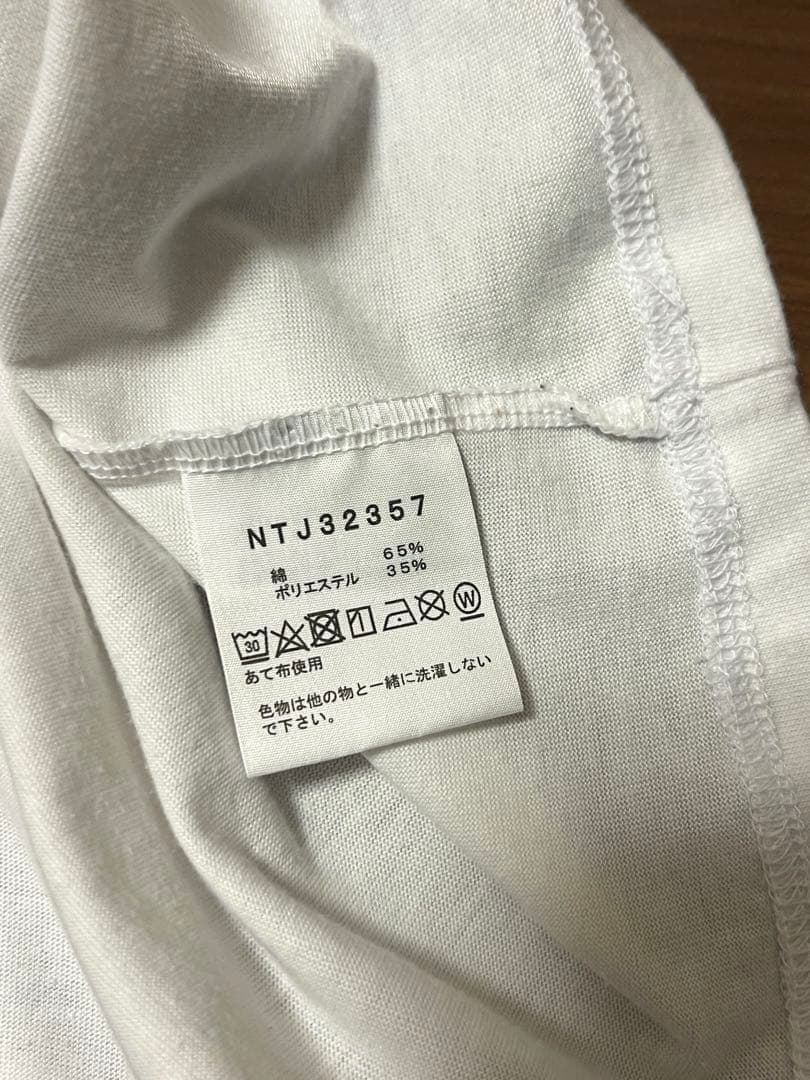 NTJ32357
綿 65%
ポリエステル 35%
30 W
あて布使用
色物は他の物と一緒に洗濯しない
で下さい。